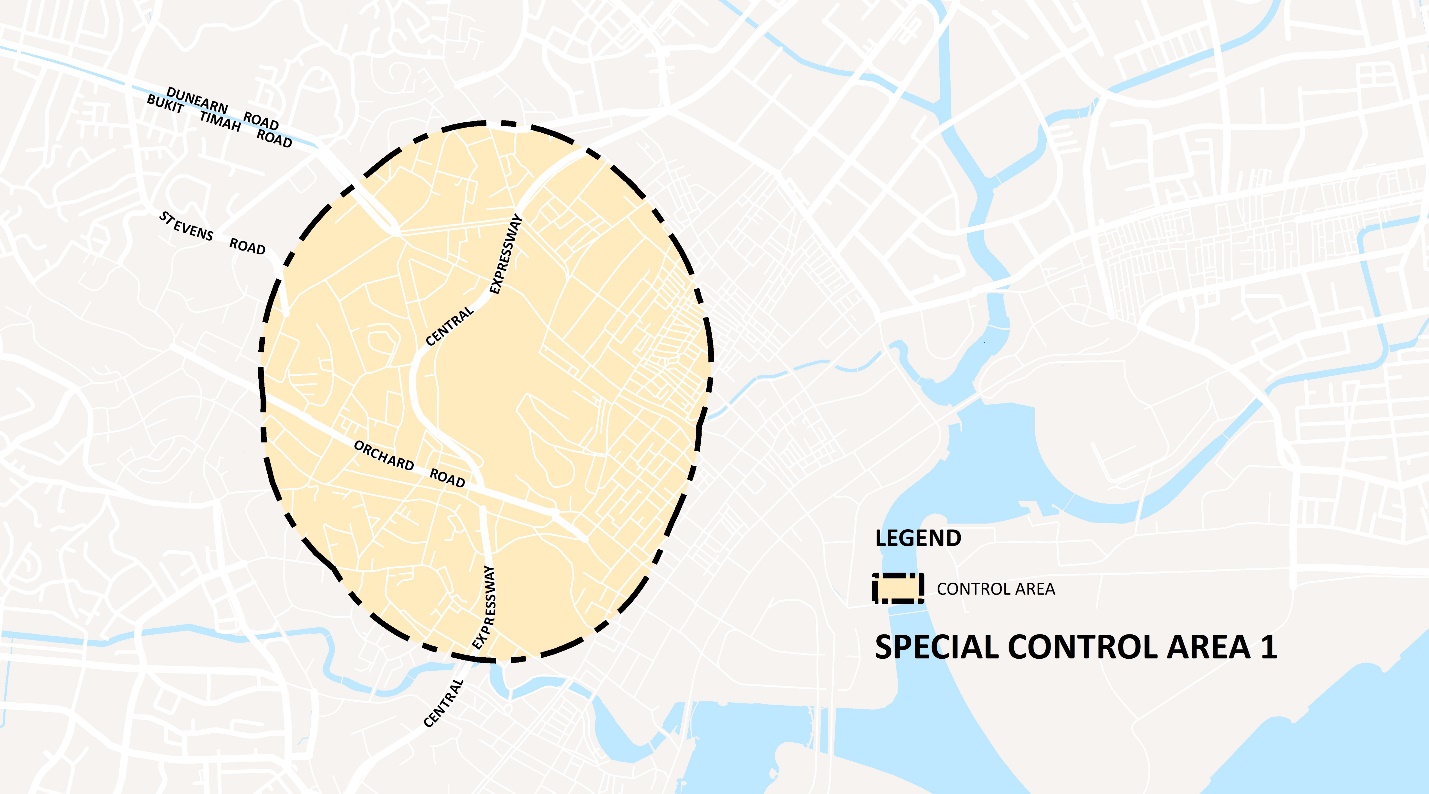 DUNEARN ROAD
BUKIT TIMAH ROAD
STEVENS ROAD
EXPRESSWAY
CENTRAL
ORCHARD ROAD
EXPRESSWAY
CENTRAL
LEGEND
CONTROL AREA
SPECIAL CONTROL AREA 1